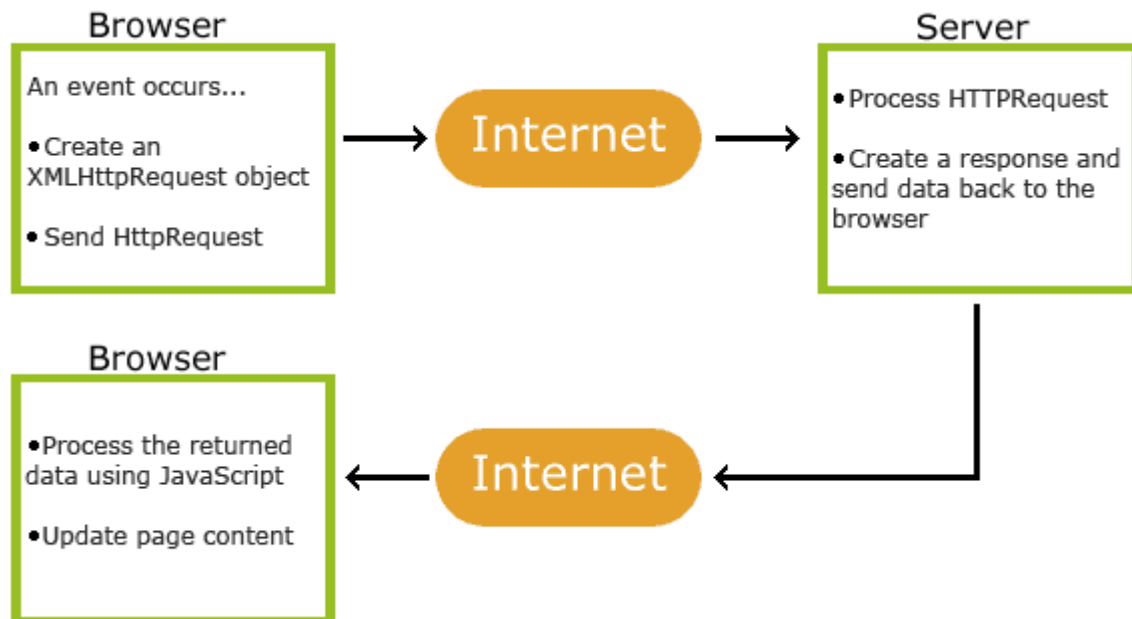 Browser
An event occurs...
•Create an
XMLHttpRequest object
• Send HttpRequest
Internet
Server
•Process HTTPRequest
•Create a response and
send data back to the
browser
Browser
•Process the returned
data using JavaScript
•Update page content
Internet